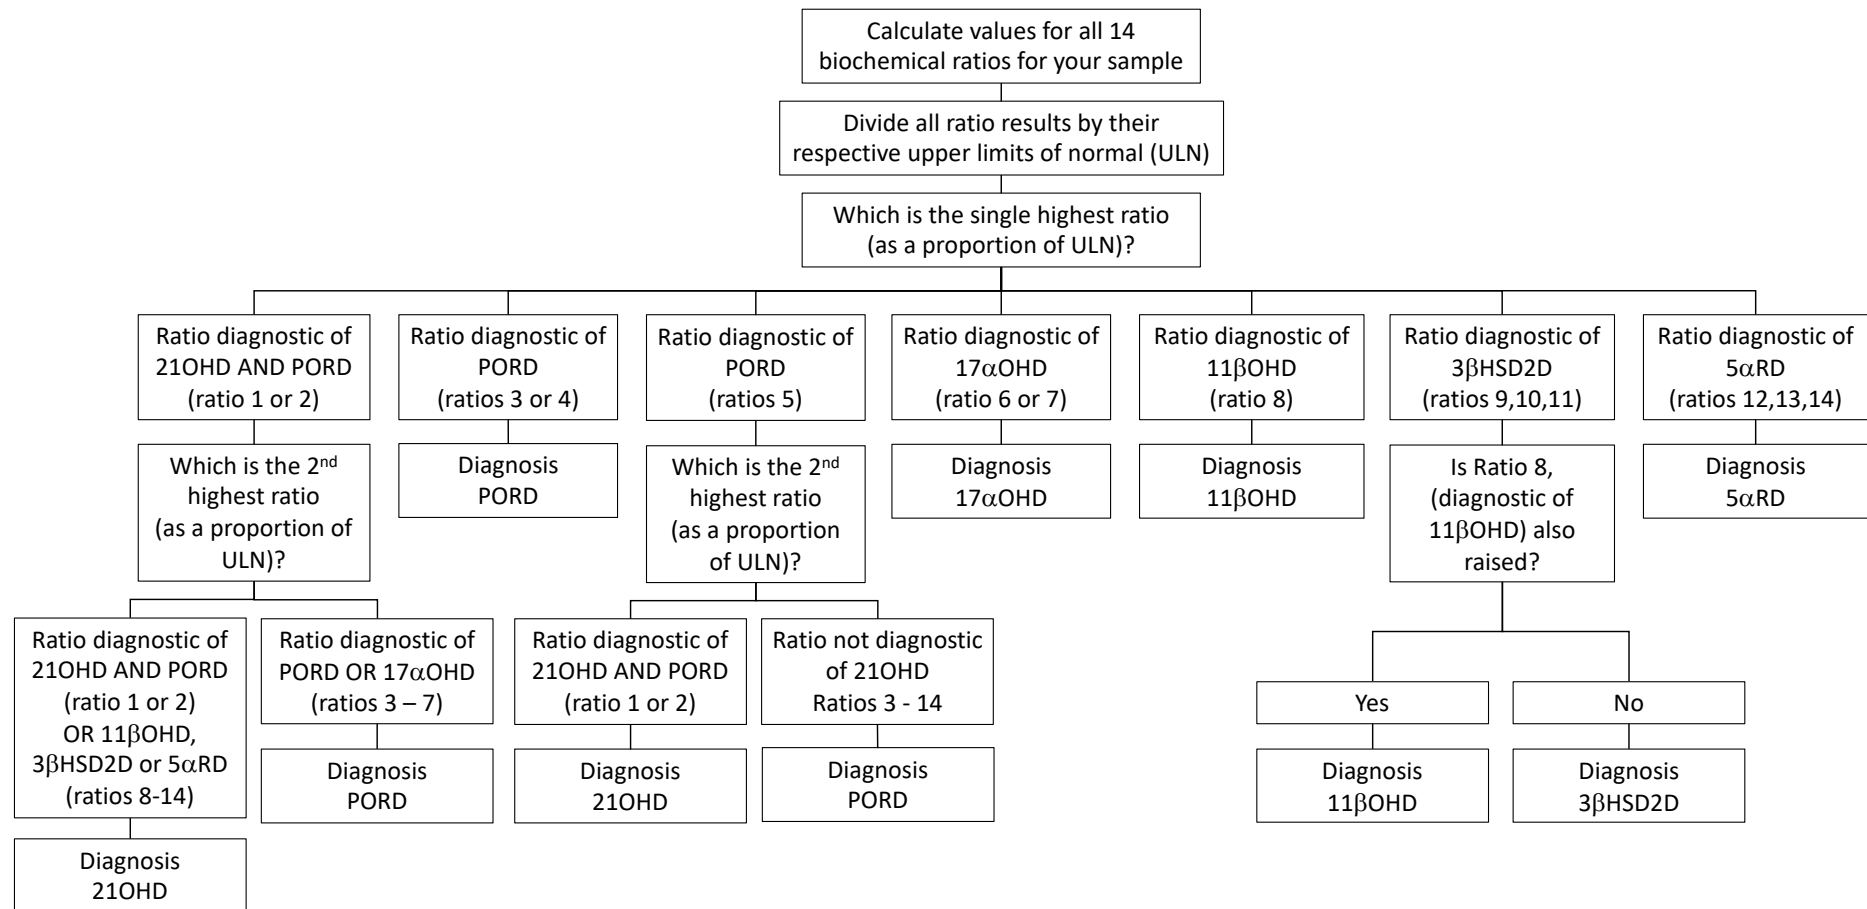 Calculate values for all 14
biochemical ratios for your sample
Divide all ratio results by their
respective upper limits of normal (ULN)
Which is the single highest ratio
(as a proportion of ULN)?
Ratio diagnostic of
21OHD AND PORD
(ratio 1 or 2)
Ratio diagnostic of
PORD
(ratios 3 or 4)
Ratio diagnostic of
PORD
(ratios 5)
Ratio diagnostic of
17αOHD
(ratio 6 or 7)
Ratio diagnostic of
11βOHD
(ratio 8)
Ratio diagnostic of
3βHSD2D
(ratios 9,10,11)
Ratio diagnostic of
5αRD
(ratios 12,13,14)
Which is the 2nd
highest ratio
(as a proportion of
ULN)?
Diagnosis
PORD
Which is the 2nd
highest ratio
(as a proportion
of ULN)?
Diagnosis
17αOHD
Diagnosis
11βOHD
Is Ratio 8,
(diagnostic of
11βOHD) also
raised?
Diagnosis
5αRD
Ratio diagnostic of
21OHD AND PORD
(ratio 1 or 2)
OR 11βOHD,
3βHSD2D or 5αRD
(ratios 8-14)
Ratio diagnostic of
PORD OR 17αOHD
(ratios 3 – 7)
Ratio diagnostic of
21OHD AND PORD
(ratio 1 or 2)
Ratio not diagnostic
of 21OHD
Ratios 3 - 14
Yes
No
Diagnosis
PORD
Diagnosis
21OHD
Diagnosis
PORD
Diagnosis
11βOHD
Diagnosis
3βHSD2D
Diagnosis
21OHD